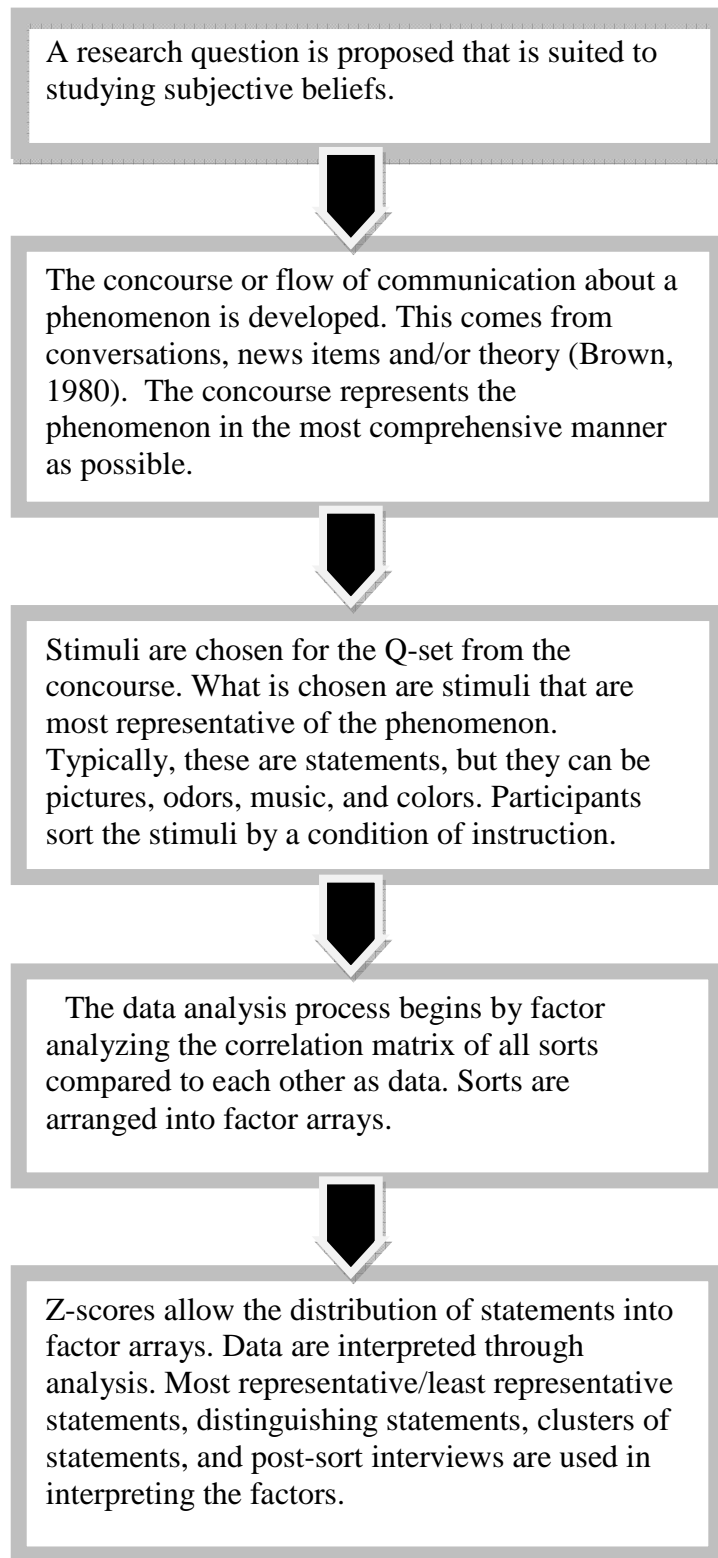 A research question is proposed that is suited to
studying subjective beliefs.
The concourse or flow of communication about a
phenomenon is developed. This comes from
conversations, news items and/or theory (Brown,
1980).  The concourse represents the
phenomenon in the most comprehensive manner
as possible.
Stimuli are chosen for the Q-set from the
concourse. What is chosen are stimuli that are
most representative of the phenomenon.
Typically, these are statements, but they can be
pictures, odors, music, and colors. Participants
sort the stimuli by a condition of instruction.
The data analysis process begins by factor
analyzing the correlation matrix of all sorts
compared to each other as data. Sorts are
arranged into factor arrays.
Z-scores allow the distribution of statements into
factor arrays. Data are interpreted through
analysis. Most representative/least representative
statements, distinguishing statements, clusters of
statements, and post-sort interviews are used in
interpreting the factors.